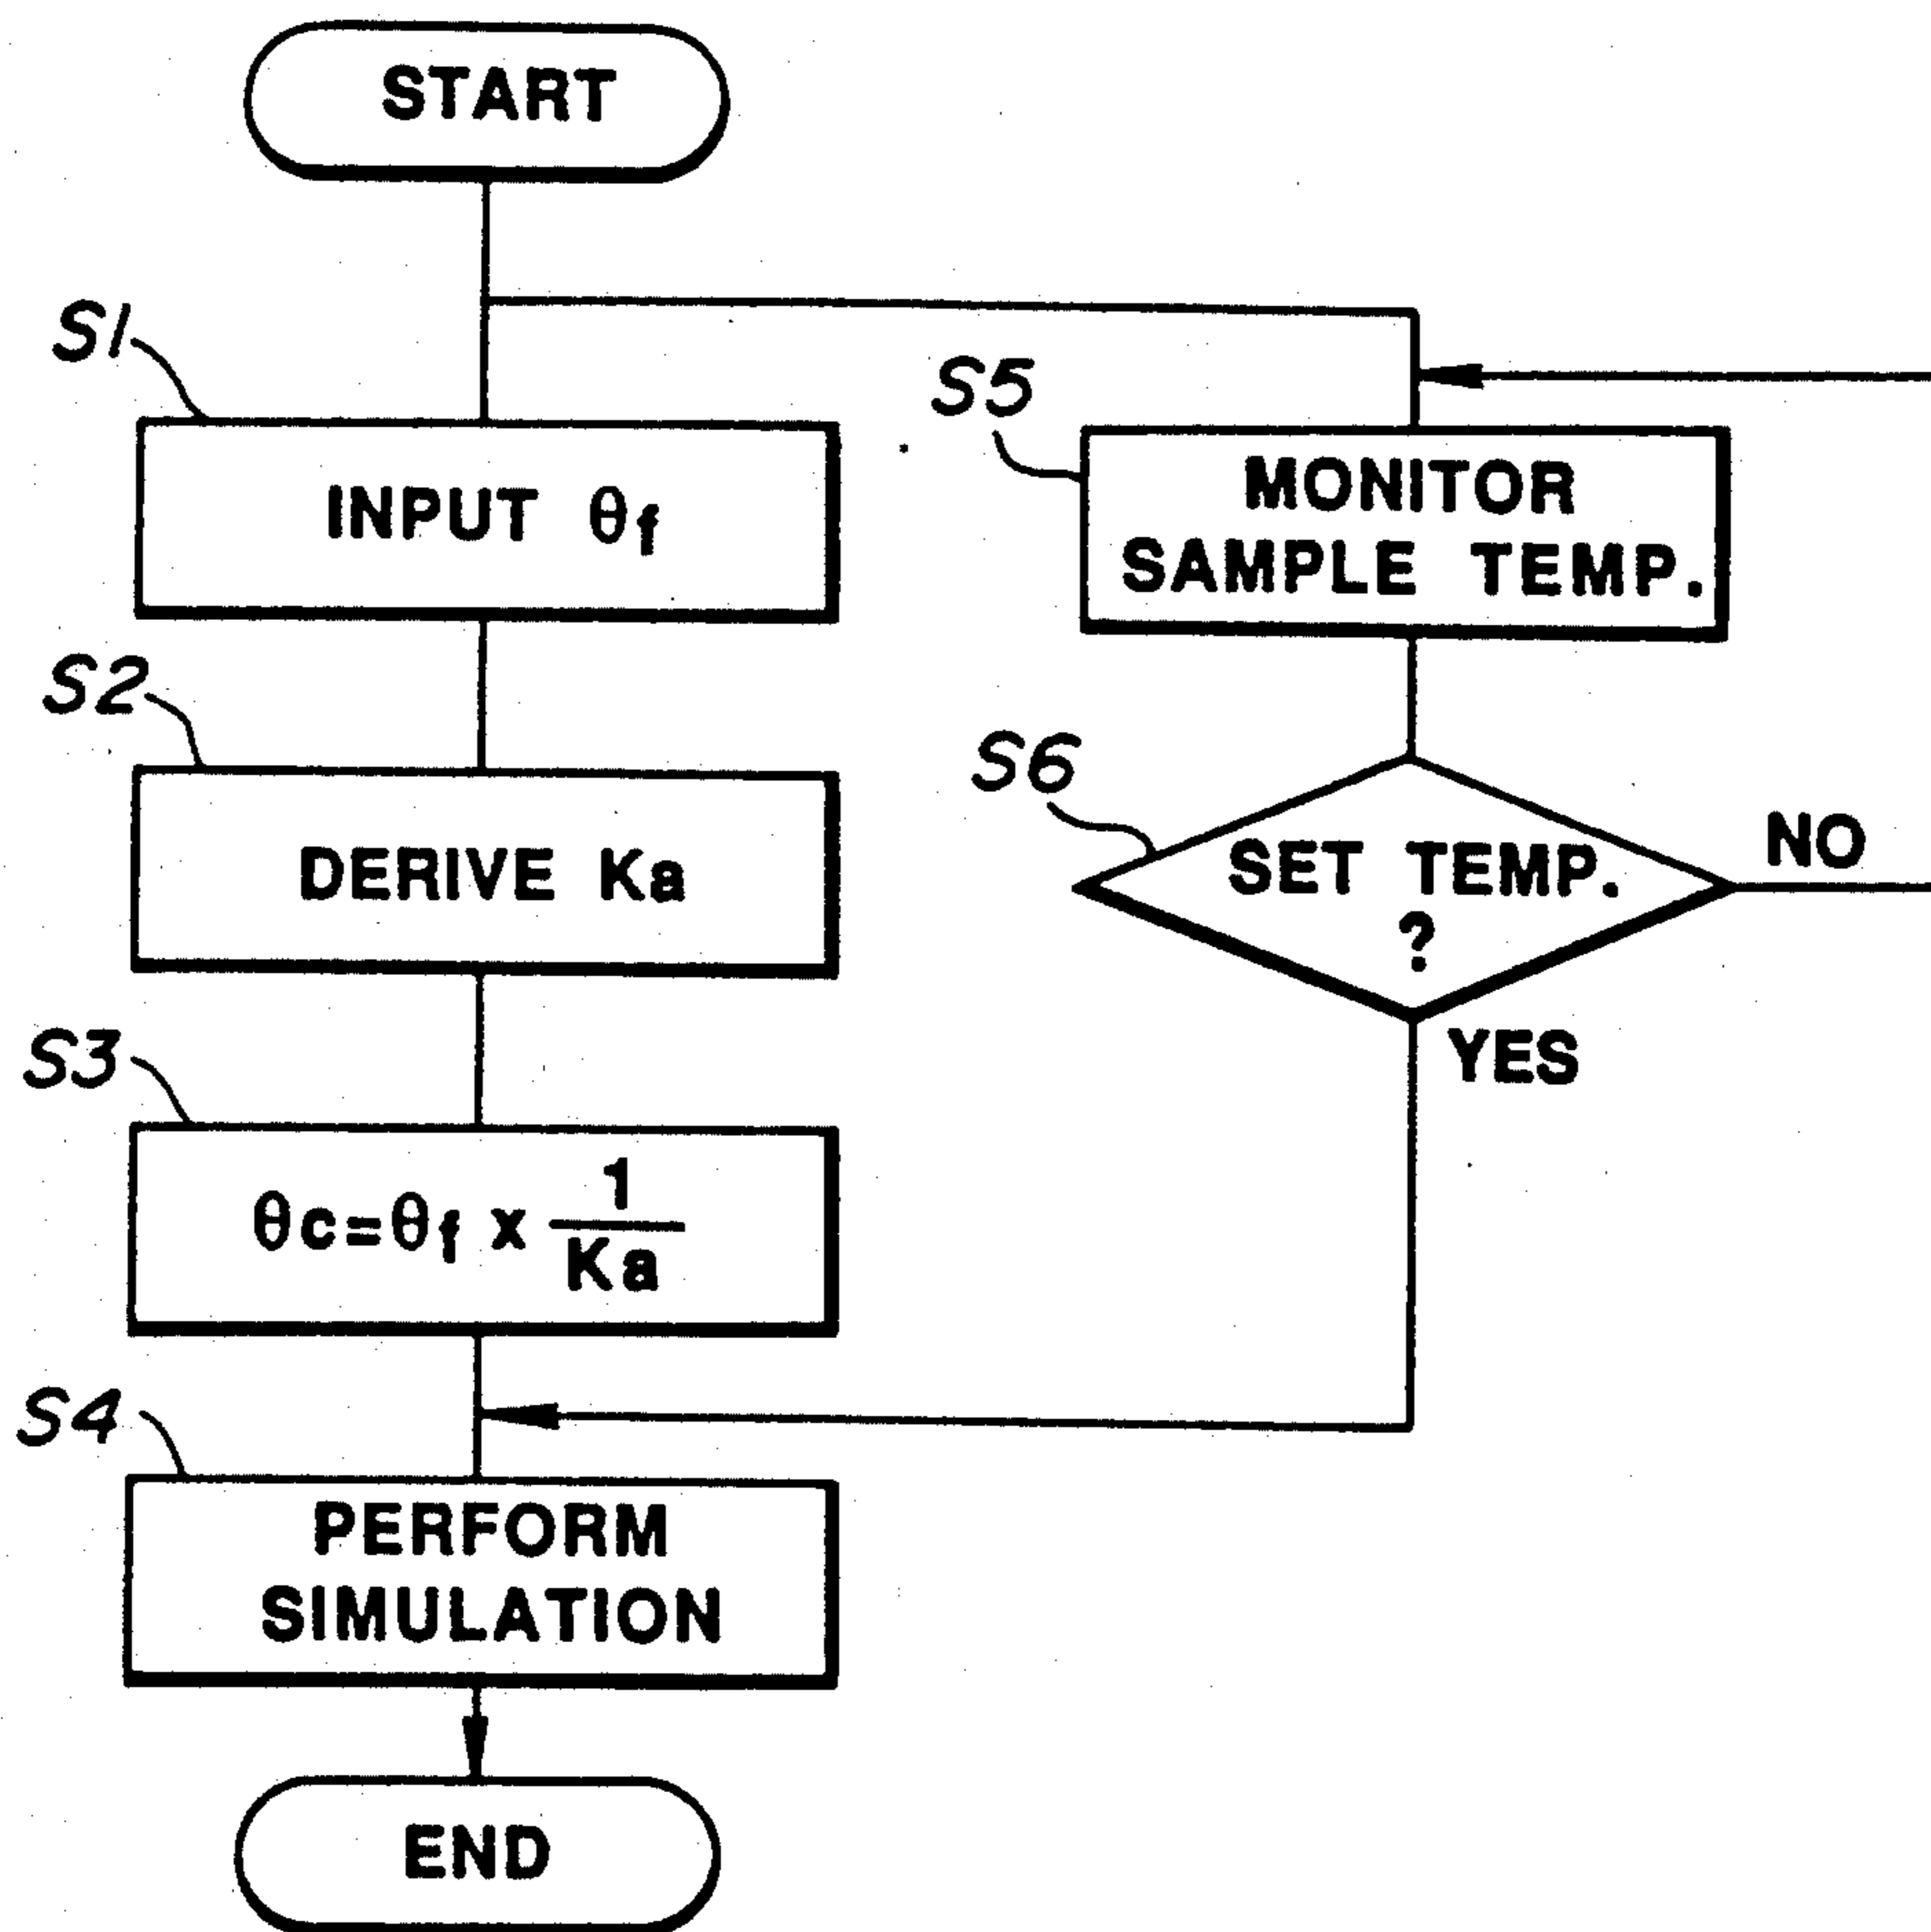 START
S1
INPUT θf
S2
DERIVE Ka
S3
θc=θf x 1/Ka
S4
PERFORM
SIMULATION
END
S5
MONITOR
SAMPLE TEMP.
S6
SET TEMP.
?
NO
YES